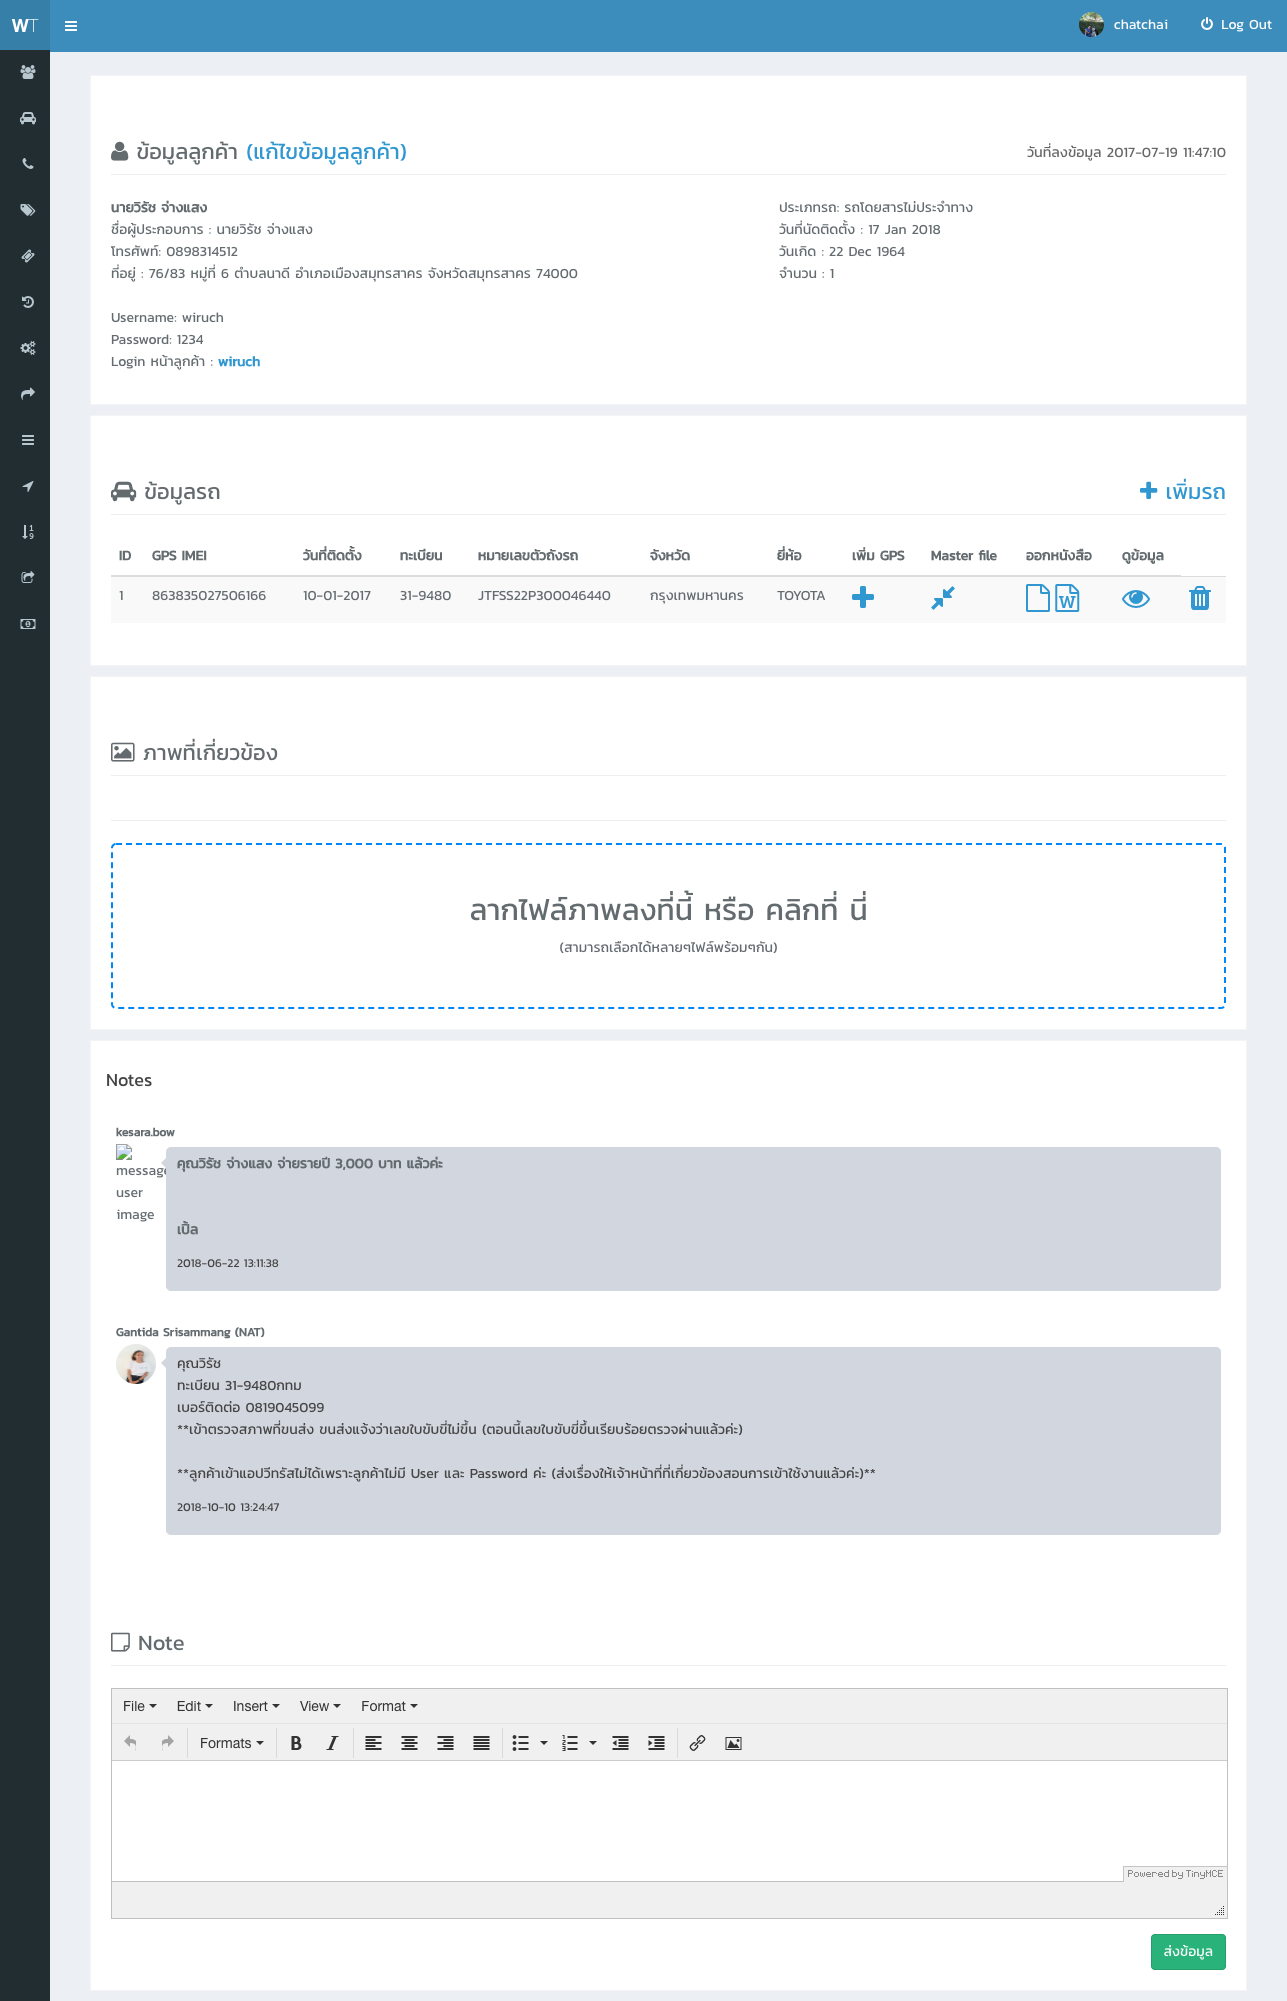 WT
chatchai
Log Out
ข้อมูลลูกค้า (แก้ไขข้อมูลลูกค้า)
วันที่ลงข้อมูล 2017-07-19 11:47:10
นายวิรัช จ่างแสง
ชื่อผู้ประกอบการ : นายวิรัช จ่างแสง
โทรศัพท์: 0898314512
ที่อยู่ : 76/83 หมู่ที่ 6 ตำบลนาดี อำเภอเมืองสมุทรสาคร จังหวัดสมุทรสาคร 74000
Username: wiruch
Password: 1234
Login หน้าลูกค้า : wiruch
ประเภทรถ: รถโดยสารไม่ประจำทาง
วันที่นัดติดตั้ง : 17 Jan 2018
วันเกิด : 22 Dec 1964
จำนวน : 1
ข้อมูลรถ
เพิ่มรถ
ID GPS IMEI วันที่ติดตั้ง ทะเบียน หมายเลขตัวถังรถ จังหวัด ยี่ห้อ เพิ่ม GPS Master file ออกหนังสือ ดูข้อมูล
1 863835027506166 10-01-2017 31-9480 JTFSS22P300046440 กรุงเทพมหานคร TOYOTA
ภาพที่เกี่ยวข้อง
ลากไฟล์ภาพลงที่นี้ หรือ คลิกที่ นี่
(สามารถเลือกได้หลายๆไฟล์พร้อมๆกัน)
Notes
kesara.bow
message
user
image
คุณวิรัช จ่างแสง จ่ายรายปี 3,000 บาท แล้วค่ะ
เปิ้ล
2018-06-22 13:11:38
Gantida Srisammang (NAT)
คุณวิรัช
ทะเบียน 31-9480กทม
เบอร์ติดต่อ 0819045099
**เข้าตรวจสภาพที่ขนส่ง ขนส่งแจ้งว่าเลขใบขับขี่ไม่ขึ้น (ตอนนี้เลขใบขับขี่ขึ้นเรียบร้อยตรวจผ่านแล้วค่ะ)
**ลูกค้าเข้าแอปวีทรัสไม่ได้เพราะลูกค้าไม่มี User และ Password ค่ะ (ส่งเรื่องให้เจ้าหน้าที่ที่เกี่ยวข้องสอนการเข้าใช้งานแล้วค่ะ)**
2018-10-10 13:24:47
Note
File Edit Insert View Format
Formats B I
Powered by TinyMCE
ส่งข้อมูล